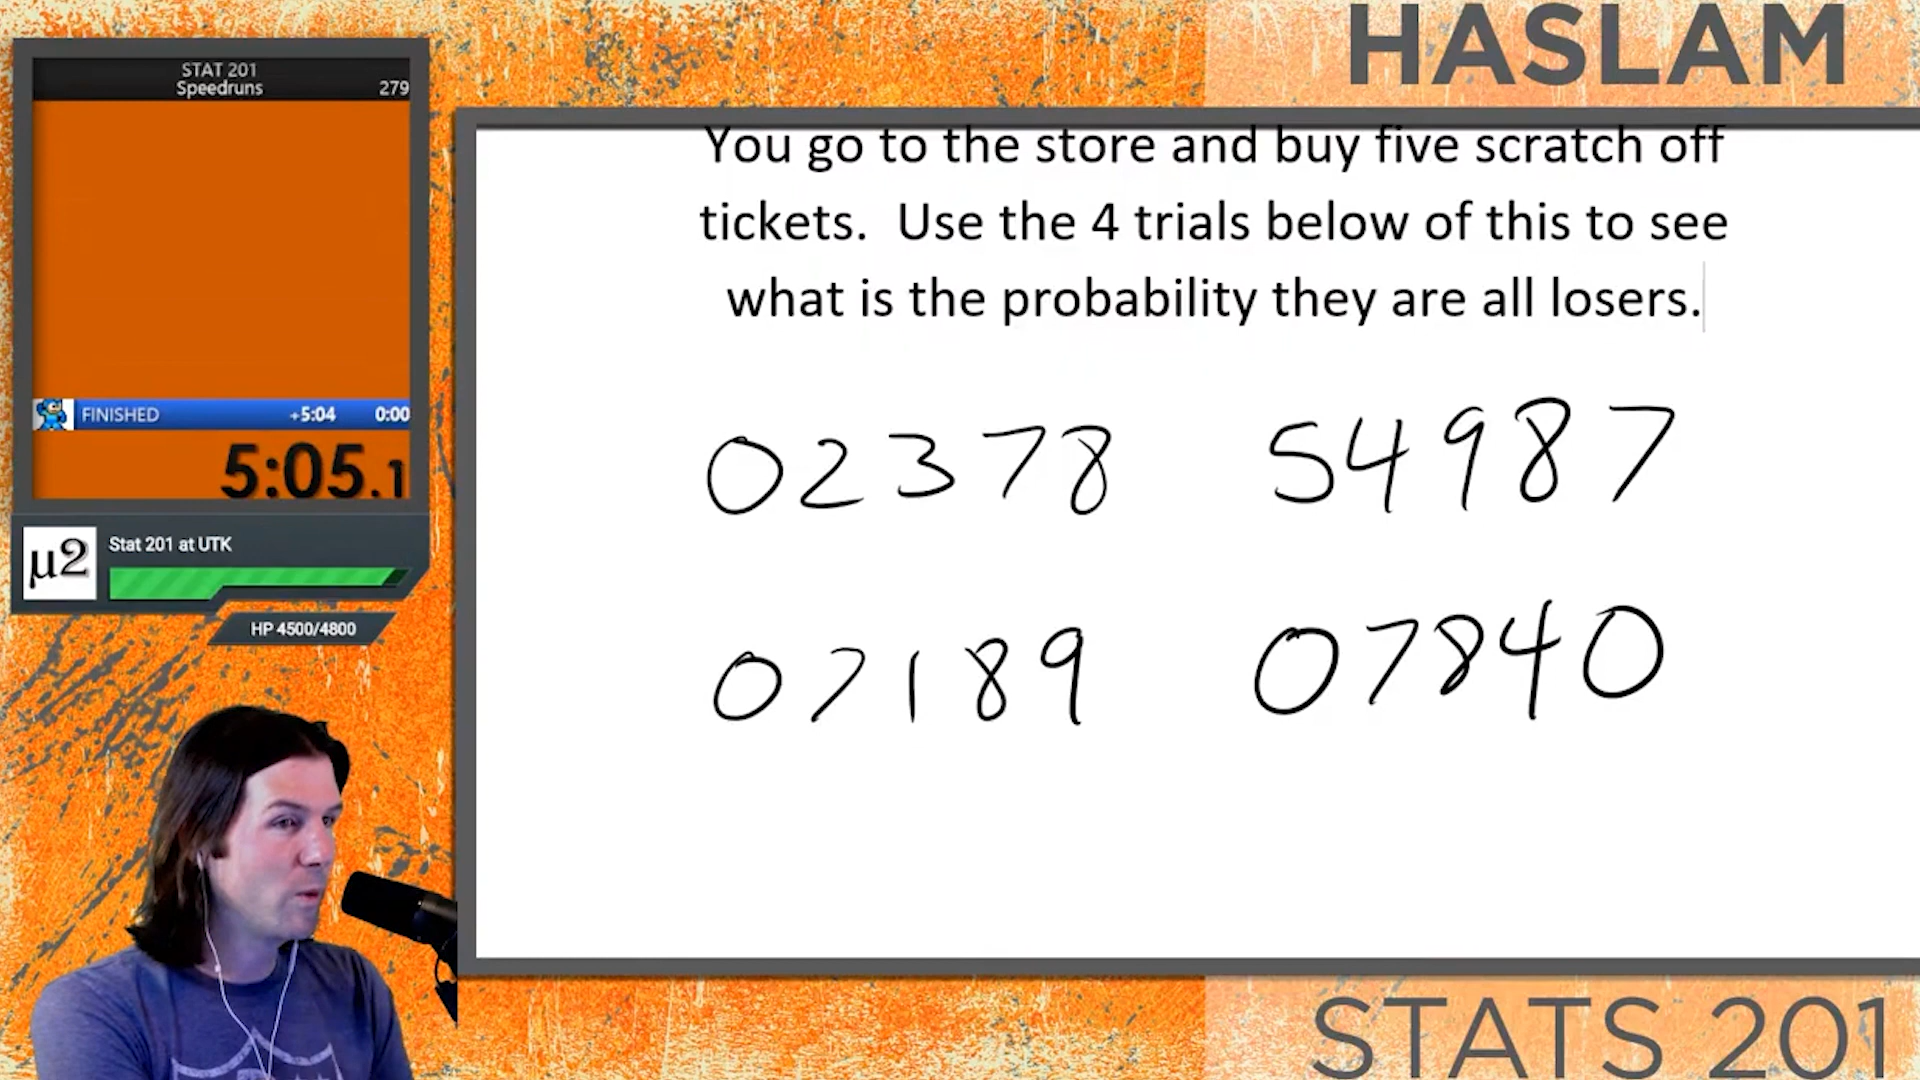 HASLAM
STAT 201
Speedruns 279
You go to the store and buy five scratch off
tickets. Use the 4 trials below of this to see
what is the probability they are all losers.
FINISHED +5:04 0:00
5:05.1
02378 54987
μ2 Stat 201 at UTK
HP 4500/4800
07189 07840
STATS 201